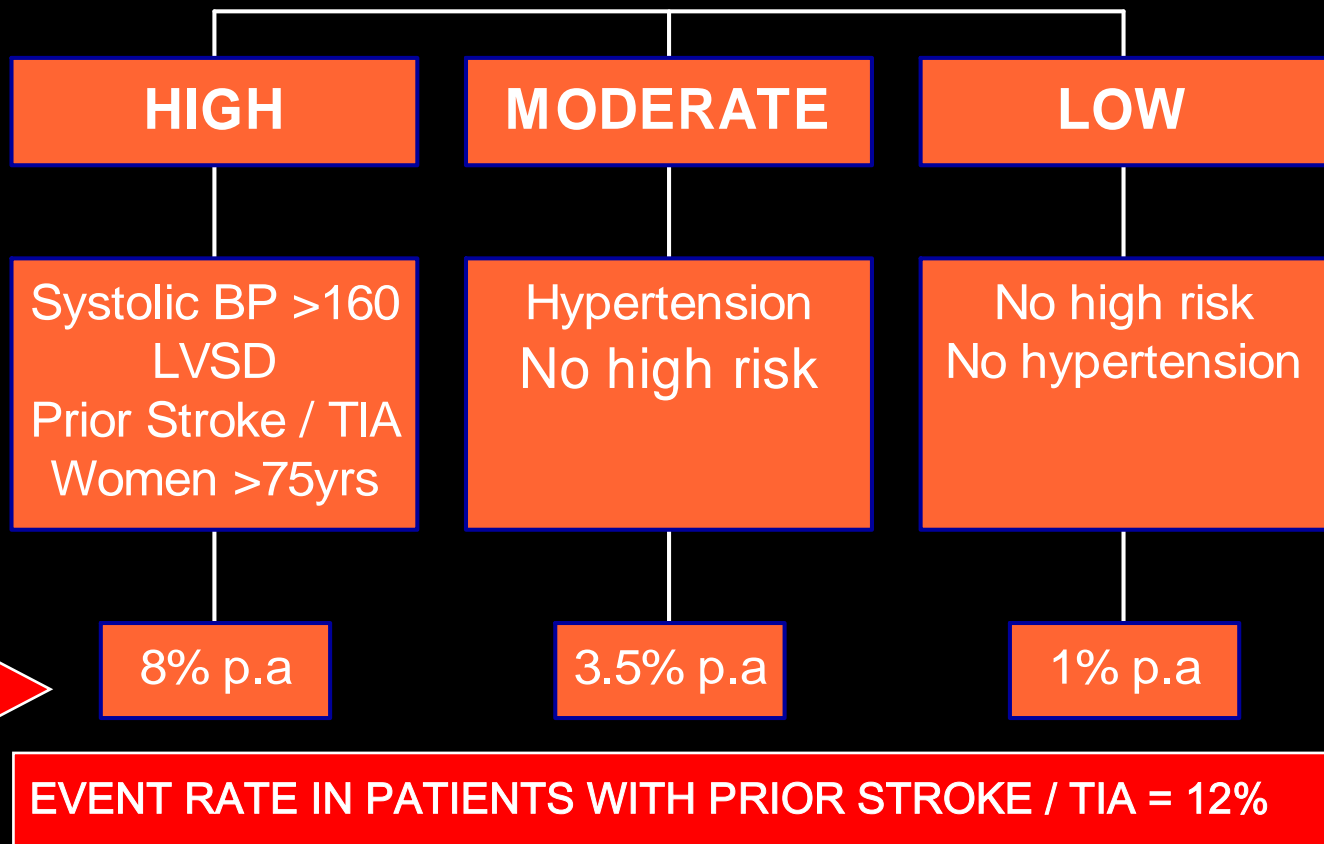 HIGH
MODERATE
LOW
Systolic BP >160
LVSD
Prior Stroke / TIA
Women >75yrs
Hypertension
No high risk
No high risk
No hypertension
8% p.a
3.5% p.a
1% p.a
EVENT RATE IN PATIENTS WITH PRIOR STROKE / TIA = 12%